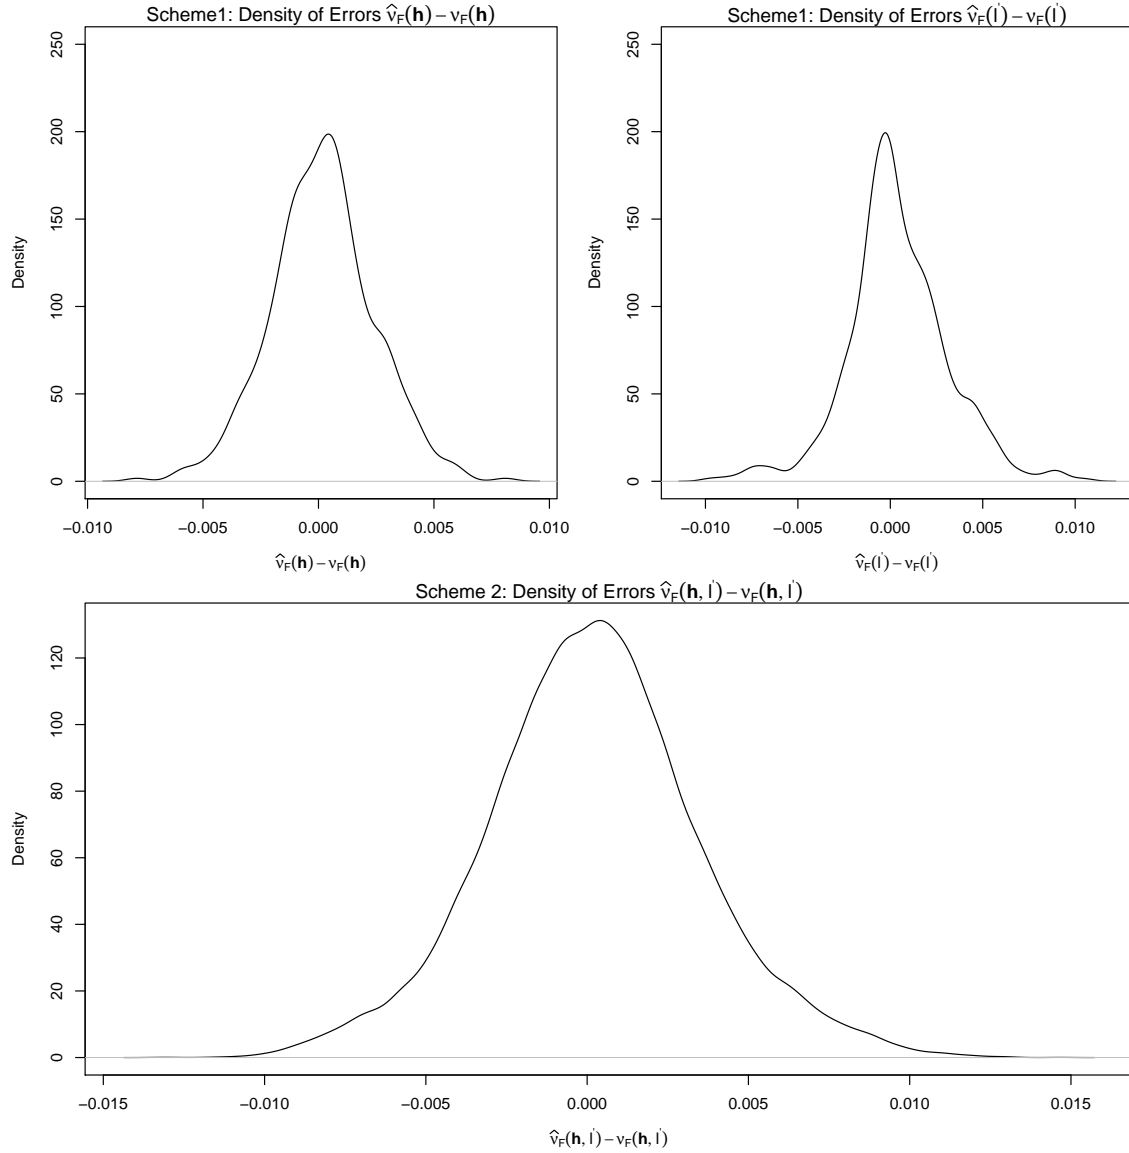 Scheme1: Density of Errors ν̂F(h) − νF(h)
250
200
150
100
50
0
Density
−0.010 −0.005 0.000 0.005 0.010
ν̂F(h) − νF(h)
Scheme1: Density of Errors ν̂F(l') − νF(l')
250
200
150
100
50
0
Density
−0.010 −0.005 0.000 0.005 0.010
ν̂F(l') − νF(l')
Scheme 2: Density of Errors ν̂F(h, l') − νF(h, l')
120
100
80
60
40
20
0
Density
−0.015 −0.010 −0.005 0.000 0.005 0.010 0.015
ν̂F(h, l') − νF(h, l')